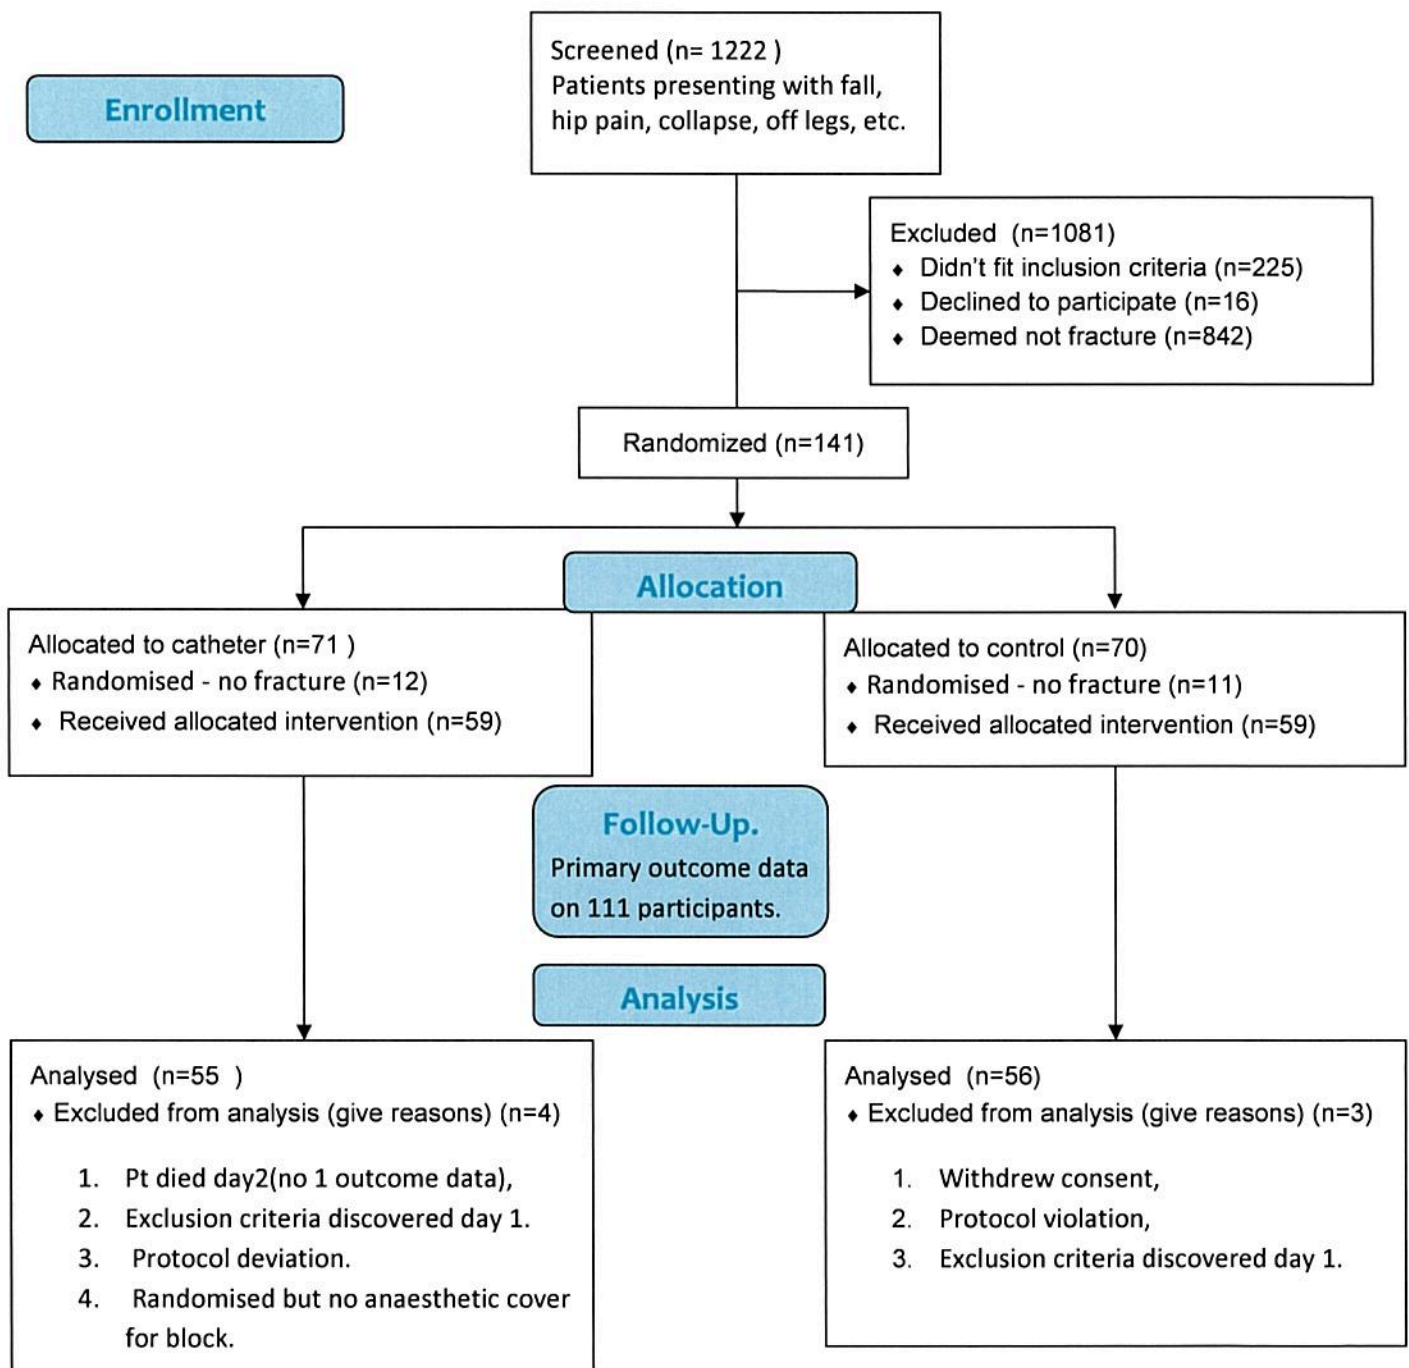 Enrollment
Screened (n= 1222 )
Patients presenting with fall,
hip pain, collapse, off legs, etc.
Excluded (n=1081)
♦ Didn't fit inclusion criteria (n=225)
♦ Declined to participate (n=16)
♦ Deemed not fracture (n=842)
Randomized (n=141)
Allocation
Allocated to catheter (n=71 )
♦ Randomised - no fracture (n=12)
♦ Received allocated intervention (n=59)
Allocated to control (n=70)
♦ Randomised - no fracture (n=11)
♦ Received allocated intervention (n=59)
Follow-Up.
Primary outcome data
on 111 participants.
Analysis
Analysed (n=55 )
♦ Excluded from analysis (give reasons) (n=4)
1. Pt died day2(no 1 outcome data),
2. Exclusion criteria discovered day 1.
3. Protocol deviation.
4. Randomised but no anaesthetic cover
for block.
Analysed (n=56)
♦ Excluded from analysis (give reasons) (n=3)
1. Withdrew consent,
2. Protocol violation,
3. Exclusion criteria discovered day 1.